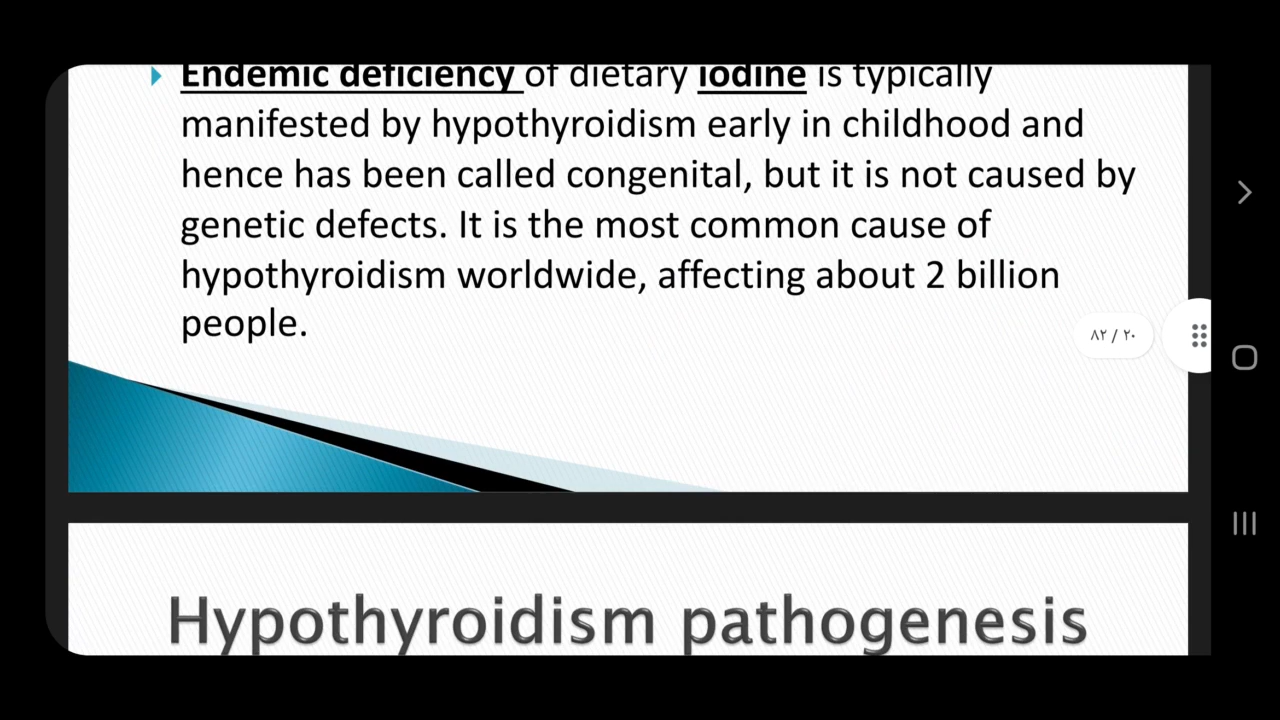 Endemic deficiency of dietary iodine is typically
manifested by hypothyroidism early in childhood and
hence has been called congenital, but it is not caused by
genetic defects. It is the most common cause of
hypothyroidism worldwide, affecting about 2 billion
people.
٨٢ / ٢٠
Hypothyroidism pathogenesis